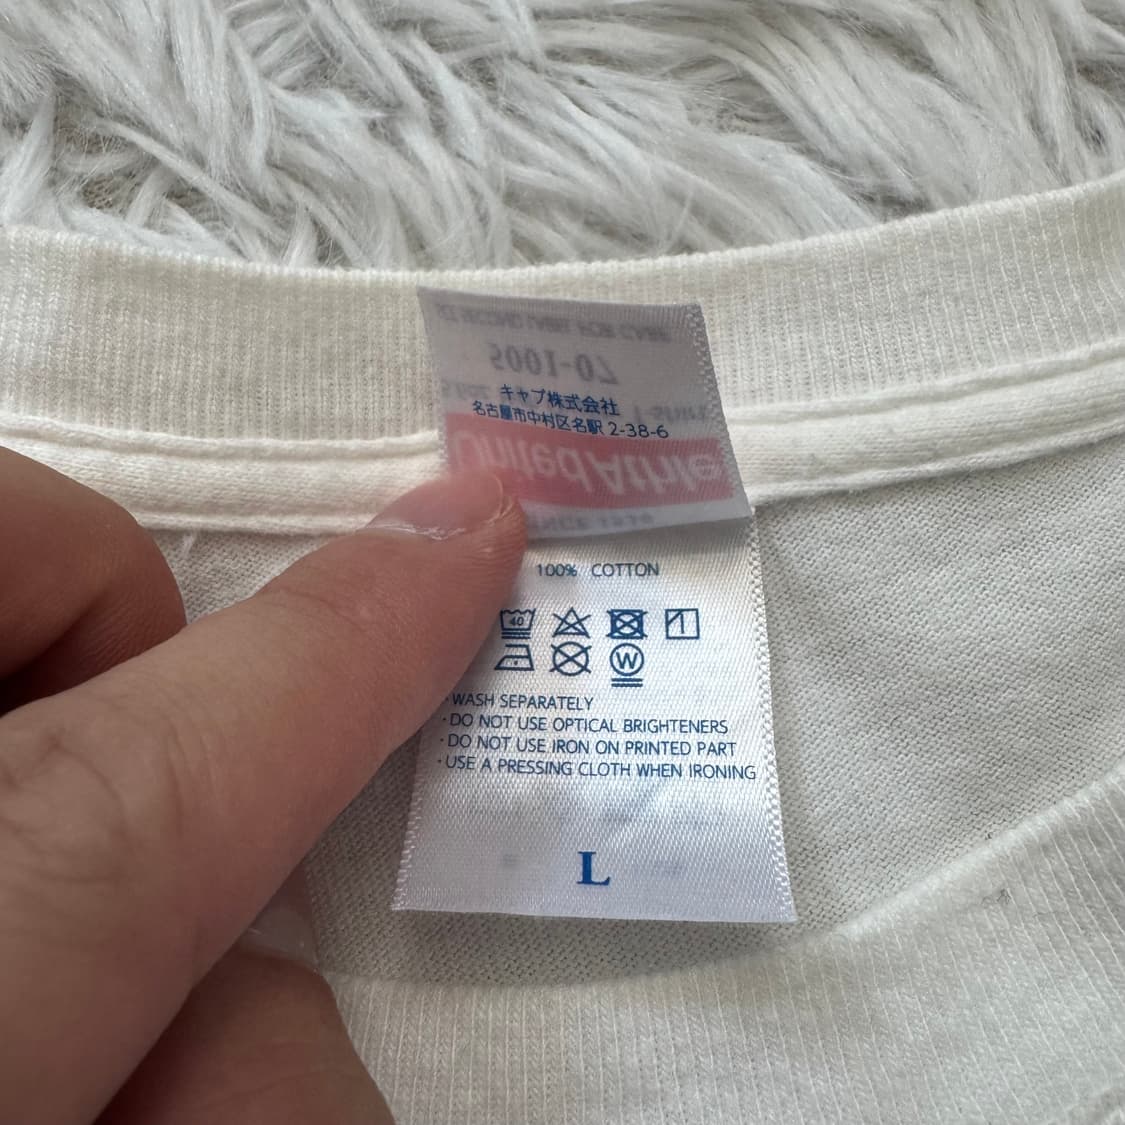 5001-07
キャブ株式会社
名古屋市中村区名駅 2-38-6
United Athle
100% COTTON
40
W
・WASH SEPARATELY
・DO NOT USE OPTICAL BRIGHTENERS
・DO NOT USE IRON ON PRINTED PART
・USE A PRESSING CLOTH WHEN IRONING
L